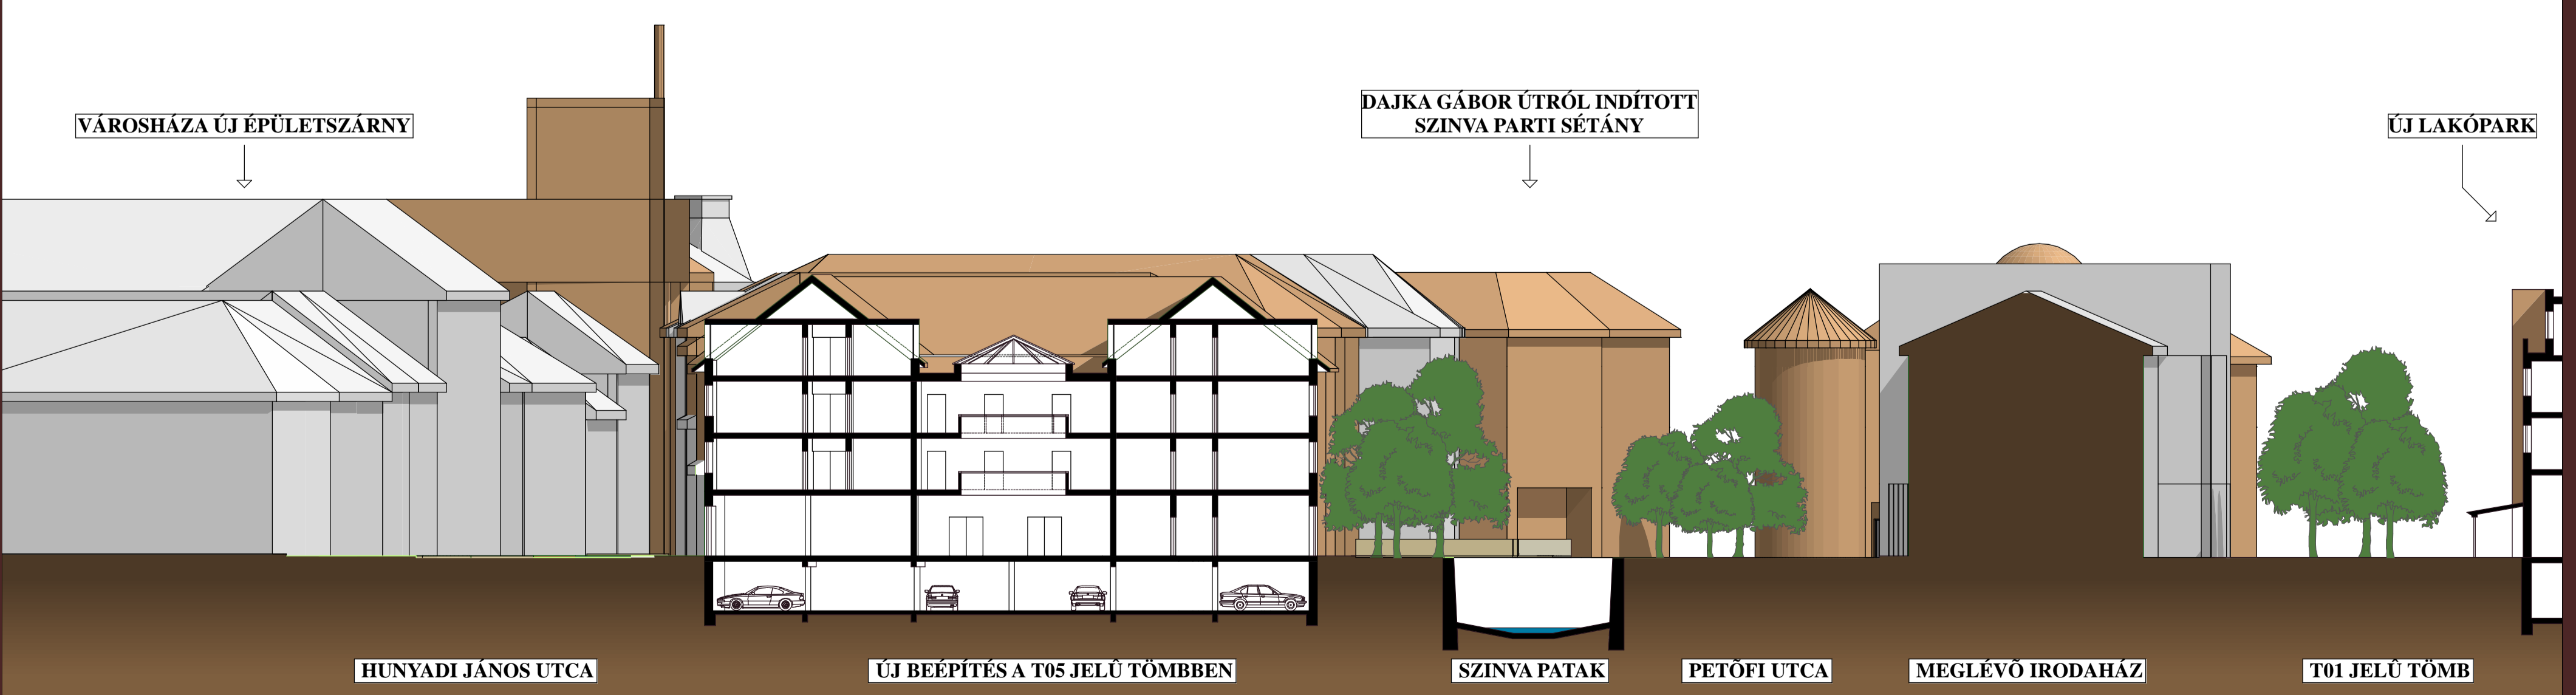 VÁROSHÁZA ÚJ ÉPÜLETSZÁRNY
DAJKA GÁBOR ÚTRÓL INDÍTOTT
SZINVA PARTI SÉTÁNY
ÚJ LAKÓPARK
HUNYADI JÁNOS UTCA
ÚJ BEÉPÍTÉS A T05 JELÛ TÖMBBEN
SZINVA PATAK
PETÕFI UTCA
MEGLÉVÕ IRODAHÁZ
T01 JELÛ TÖMB